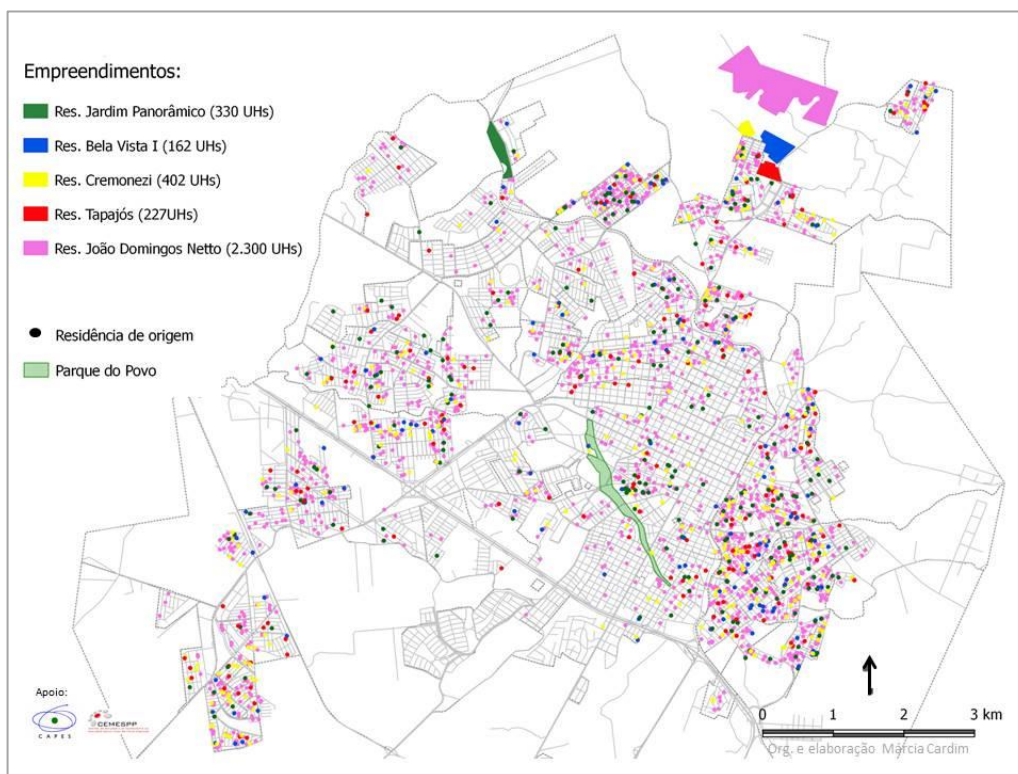 Empreendimentos:
Res. Jardim Panorâmico (330 UHs)
Res. Bela Vista I (162 UHs)
Res. Cremonezi (402 UHs)
Res. Tapajós (227UHs)
Res. João Domingos Netto (2.300 UHs)
Residência de origem
Parque do Povo
Apoio:
CAPES
CEMESPP
0 1 2 3 km
Org. e elaboração Márcia Cardim